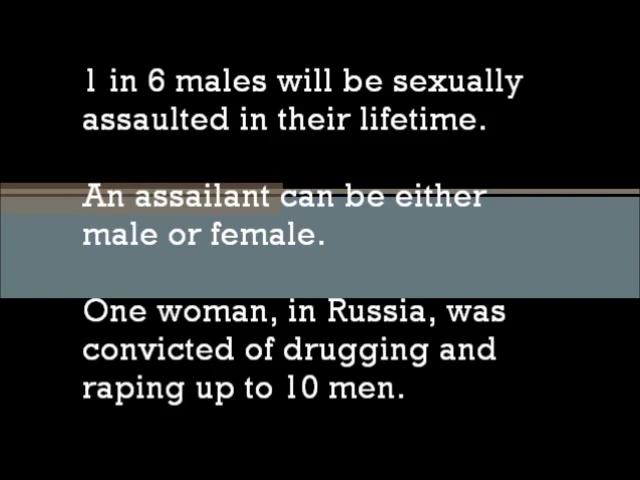 1 in 6 males will be sexually
assaulted in their lifetime.
An assailant can be either
male or female.
One woman, in Russia, was
convicted of drugging and
raping up to 10 men.